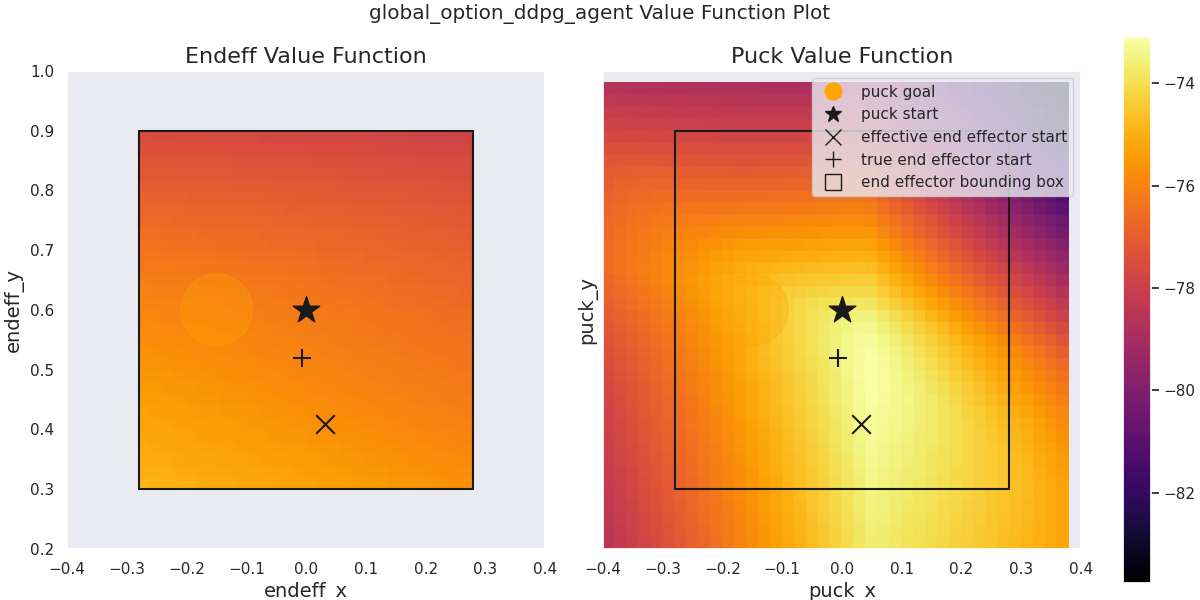 global_option_ddpg_agent Value Function Plot
Endeff Value Function
1.0
0.9
0.8
0.7
0.6
0.5
0.4
0.3
0.2
endeff_y
−0.4 −0.3 −0.2 −0.1 0.0 0.1 0.2 0.3 0.4
endeff_x
Puck Value Function
puck goal
puck start
effective end effector start
true end effector start
end effector bounding box
puck_y
−0.4 −0.3 −0.2 −0.1 0.0 0.1 0.2 0.3 0.4
puck_x
−74
−76
−78
−80
−82